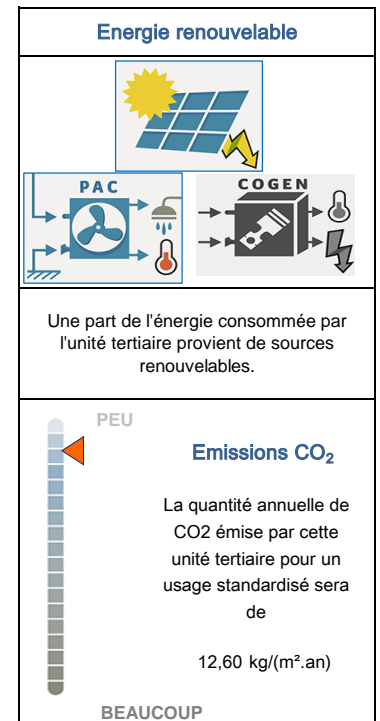 Energie renouvelable
PAC
COGEN
Une part de l'énergie consommée par
l'unité tertiaire provient de sources
renouvelables.
PEU
Emissions CO₂
La quantité annuelle de
CO2 émise par cette
unité tertiaire pour un
usage standardisé sera
de
12,60 kg/(m².an)
BEAUCOUP